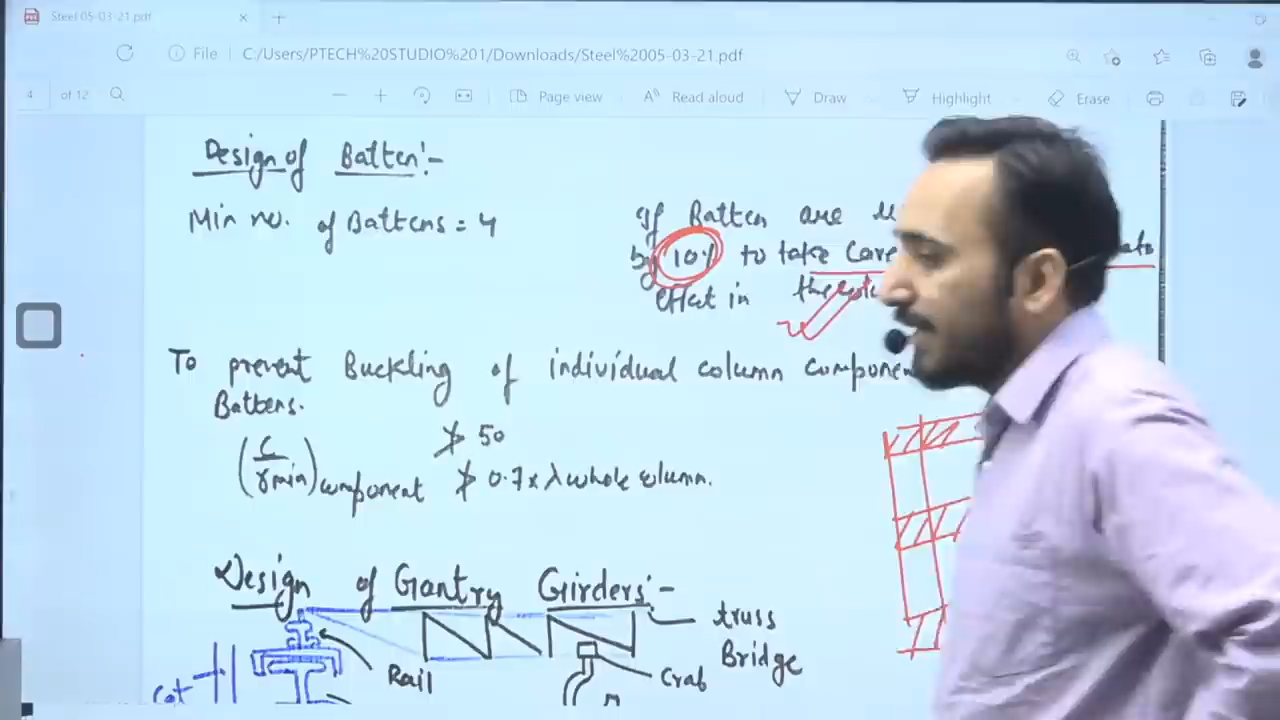 Steel 05-03-21.pdf
File C:/Users/PTECH%20STUDIO%201/Downloads/Steel%2005-03-21.pdf
4 of 12 Page view Read aloud Draw Highlight Erase
Design of Batten:-
Min no. of Battens = 4
If Batten are
by 10% to take care
effect in the
To prevent Buckling of individual column
Battens.
(c/rmin)component ≯ 50
≯ 0.7 x λ whole column.
Design of Gantry Girders:-
truss
Bridge
Rail
Crab